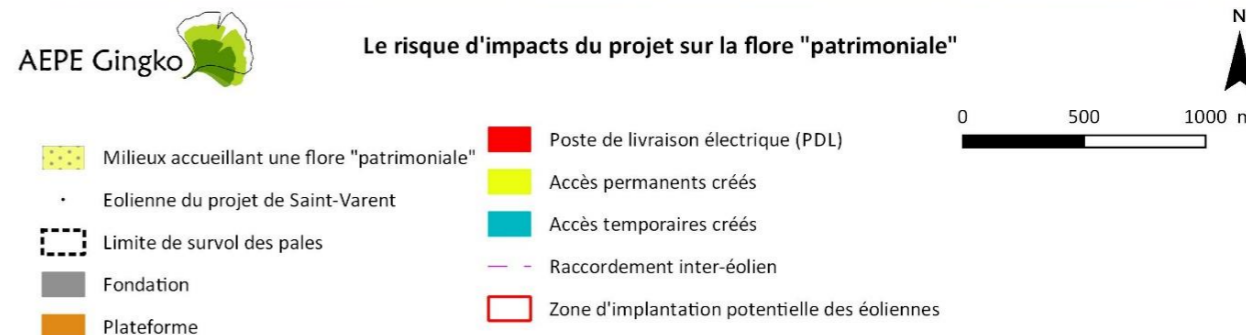 AEPE Gingko
Le risque d'impacts du projet sur la flore "patrimoniale"
N
0 500 1000 m
Milieux accueillant une flore "patrimoniale"
Eolienne du projet de Saint-Varent
Limite de survol des pales
Fondation
Plateforme
Poste de livraison électrique (PDL)
Accès permanents créés
Accès temporaires créés
Raccordement inter-éolien
Zone d'implantation potentielle des éoliennes